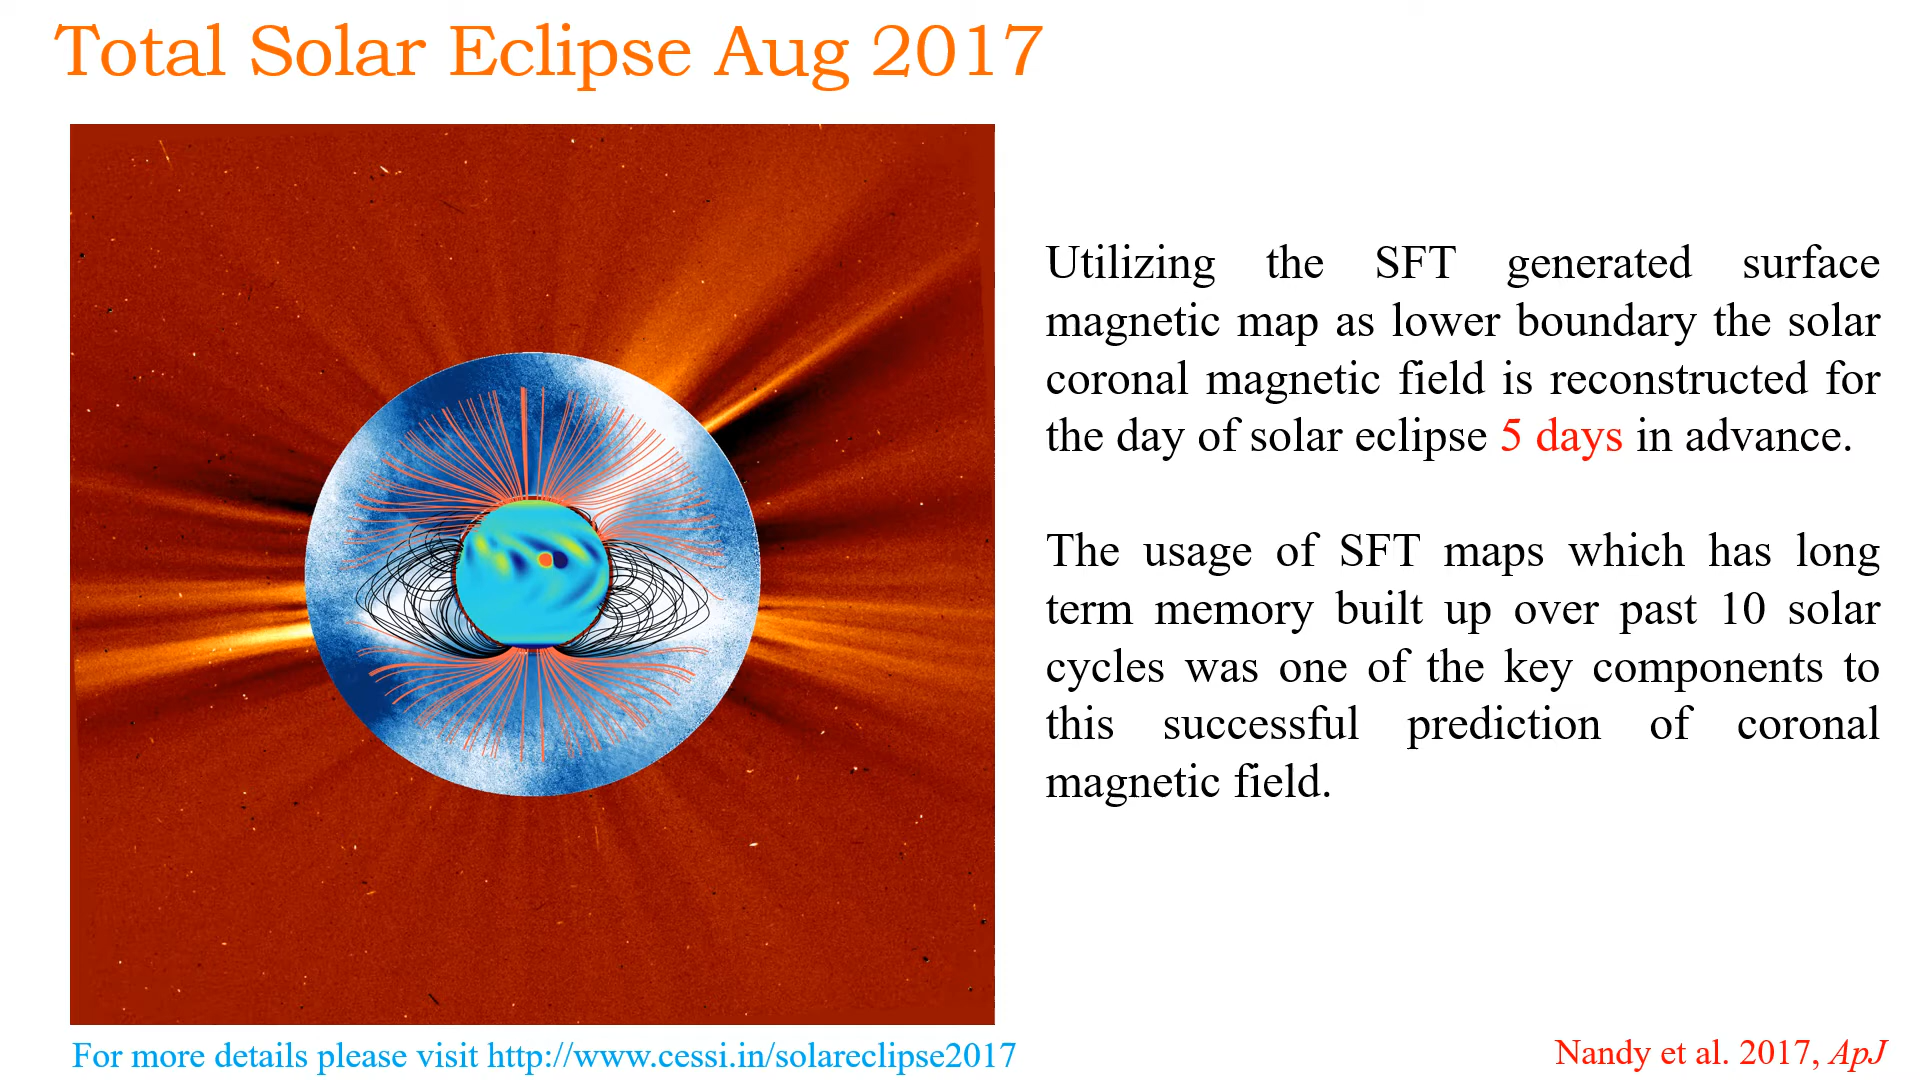 Total Solar Eclipse Aug 2017
Utilizing the SFT generated surface
magnetic map as lower boundary the solar
coronal magnetic field is reconstructed for
the day of solar eclipse 5 days in advance.
The usage of SFT maps which has long
term memory built up over past 10 solar
cycles was one of the key components to
this successful prediction of coronal
magnetic field.
For more details please visit http://www.cessi.in/solareclipse2017
Nandy et al. 2017, ApJ